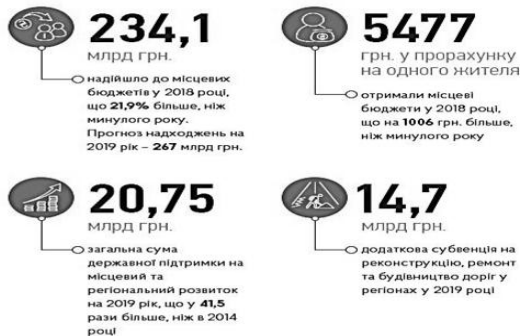 234,1
млрд грн.
надійшло до місцевих
бюджетів у 2018 році,
що 21,9% більше, ніж
минулого року.
Прогноз надходжень на
2019 рік – 267 млрд грн.
5477
грн. у прорахунку
на одного жителя
отримали місцеві
бюджети у 2018 році,
що на 1006 грн. більше,
ніж минулого року
20,75
млрд грн.
загальна сума
державної підтримки на
місцевий та
регіональний розвиток
на 2019 рік, що у 41,5
рази більше, ніж в 2014
році
14,7
млрд грн.
додаткова субвенція на
реконструкцію, ремонт
та будівництво доріг у
регіонах у 2019 році